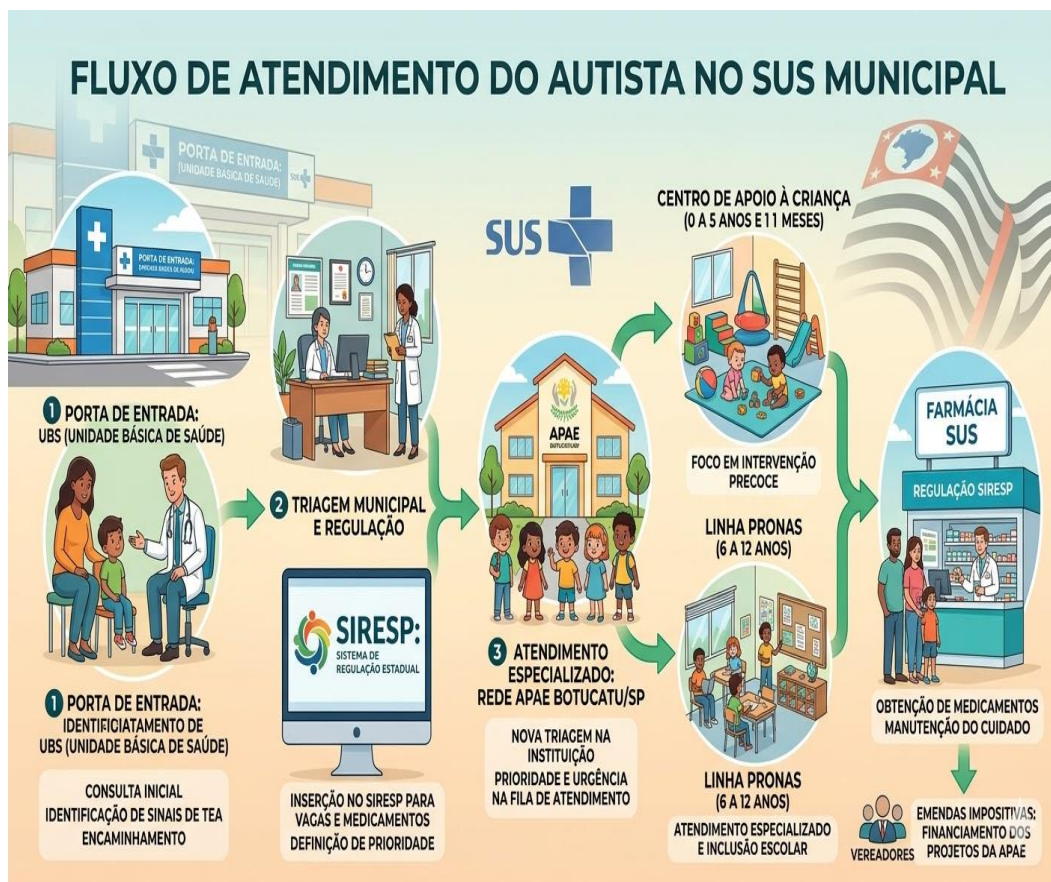 FLUXO DE ATENDIMENTO DO AUTISTA NO SUS MUNICIPAL
PORTA DE ENTRADA:
(UNIDADE BÁSICA DE SAÚDE)
PORTA DE ENTRADA:
1 PORTA DE ENTRADA:
UBS (UNIDADE BÁSICA DE SAÚDE)
1 PORTA DE ENTRADA:
IDENTIFICIATAMENTO DE
UBS (UNIDADE BÁSICA DE SAÚDE)
CONSULTA INICIAL
IDENTIFICAÇÃO DE SINAIS DE TEA
ENCAMINHAMENTO
2 TRIAGEM MUNICIPAL
E REGULAÇÃO
SIRESP:
SISTEMA DE
REGULAÇÃO ESTADUAL
INSERÇÃO NO SIRESP PARA
VAGAS E MEDICAMENTOS
DEFINIÇÃO DE PRIORIDADE
SUS
APAE
3 ATENDIMENTO
ESPECIALIZADO:
REDE APAE BOTUCATU/SP
NOVA TRIAGEM NA
INSTITUIÇÃO
PRIORIDADE E URGÊNCIA
NA FILA DE ATENDIMENTO
CENTRO DE APOIO À CRIANÇA
(0 A 5 ANOS E 11 MESES)
FOCO EM INTERVENÇÃO
PRECOCE
LINHA PRONAS
(6 A 12 ANOS)
LINHA PRONAS
(6 A 12 ANOS)
ATENDIMENTO ESPECIALIZADO
E INCLUSÃO ESCOLAR
FARMÁCIA
SUS
REGULAÇÃO SIRESP
OBTENÇÃO DE MEDICAMENTOS
MANUTENÇÃO DO CUIDADO
VEREADORES
EMENDAS IMPOSITIVAS:
FINANCIAMENTO DOS
PROJETOS DA APAE